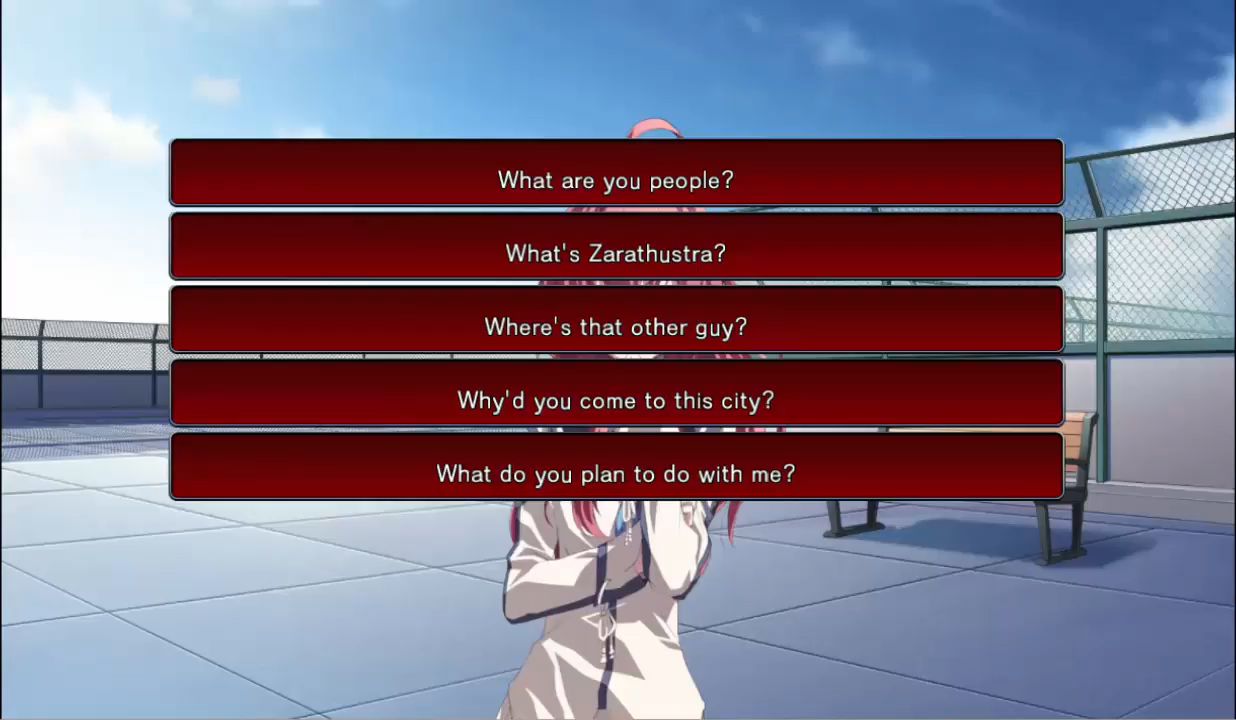 What are you people?
What's Zarathustra?
Where's that other guy?
Why'd you come to this city?
What do you plan to do with me?